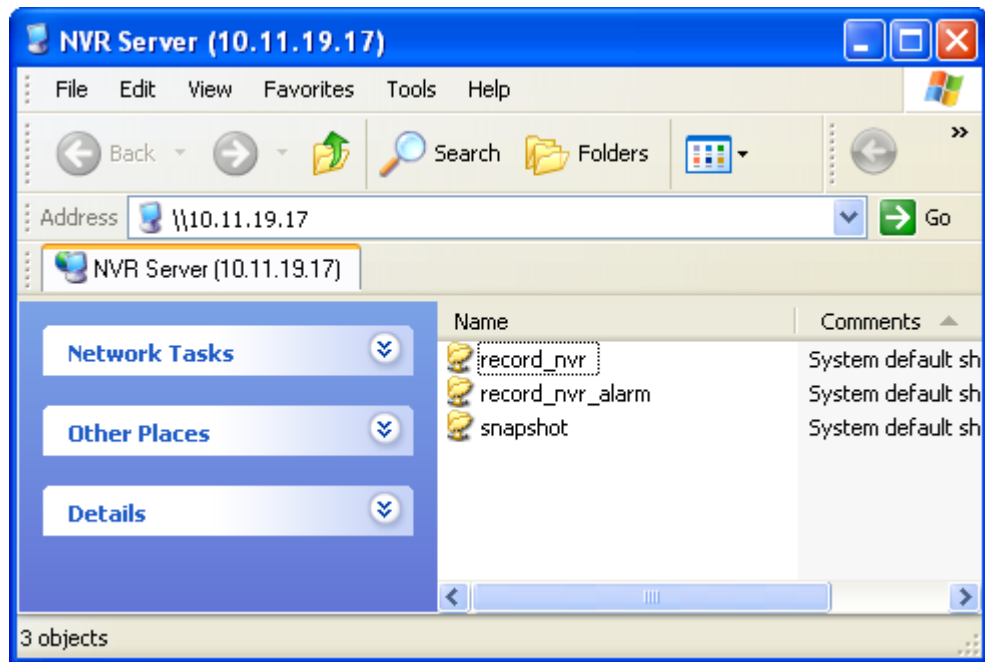 NVR Server (10.11.19.17)
File Edit View Favorites Tools Help
Back Search Folders »
Address \\10.11.19.17 Go
NVR Server (10.11.19.17)
Network Tasks
Other Places
Details
Name Comments
record_nvr System default sh
record_nvr_alarm System default sh
snapshot System default sh
3 objects